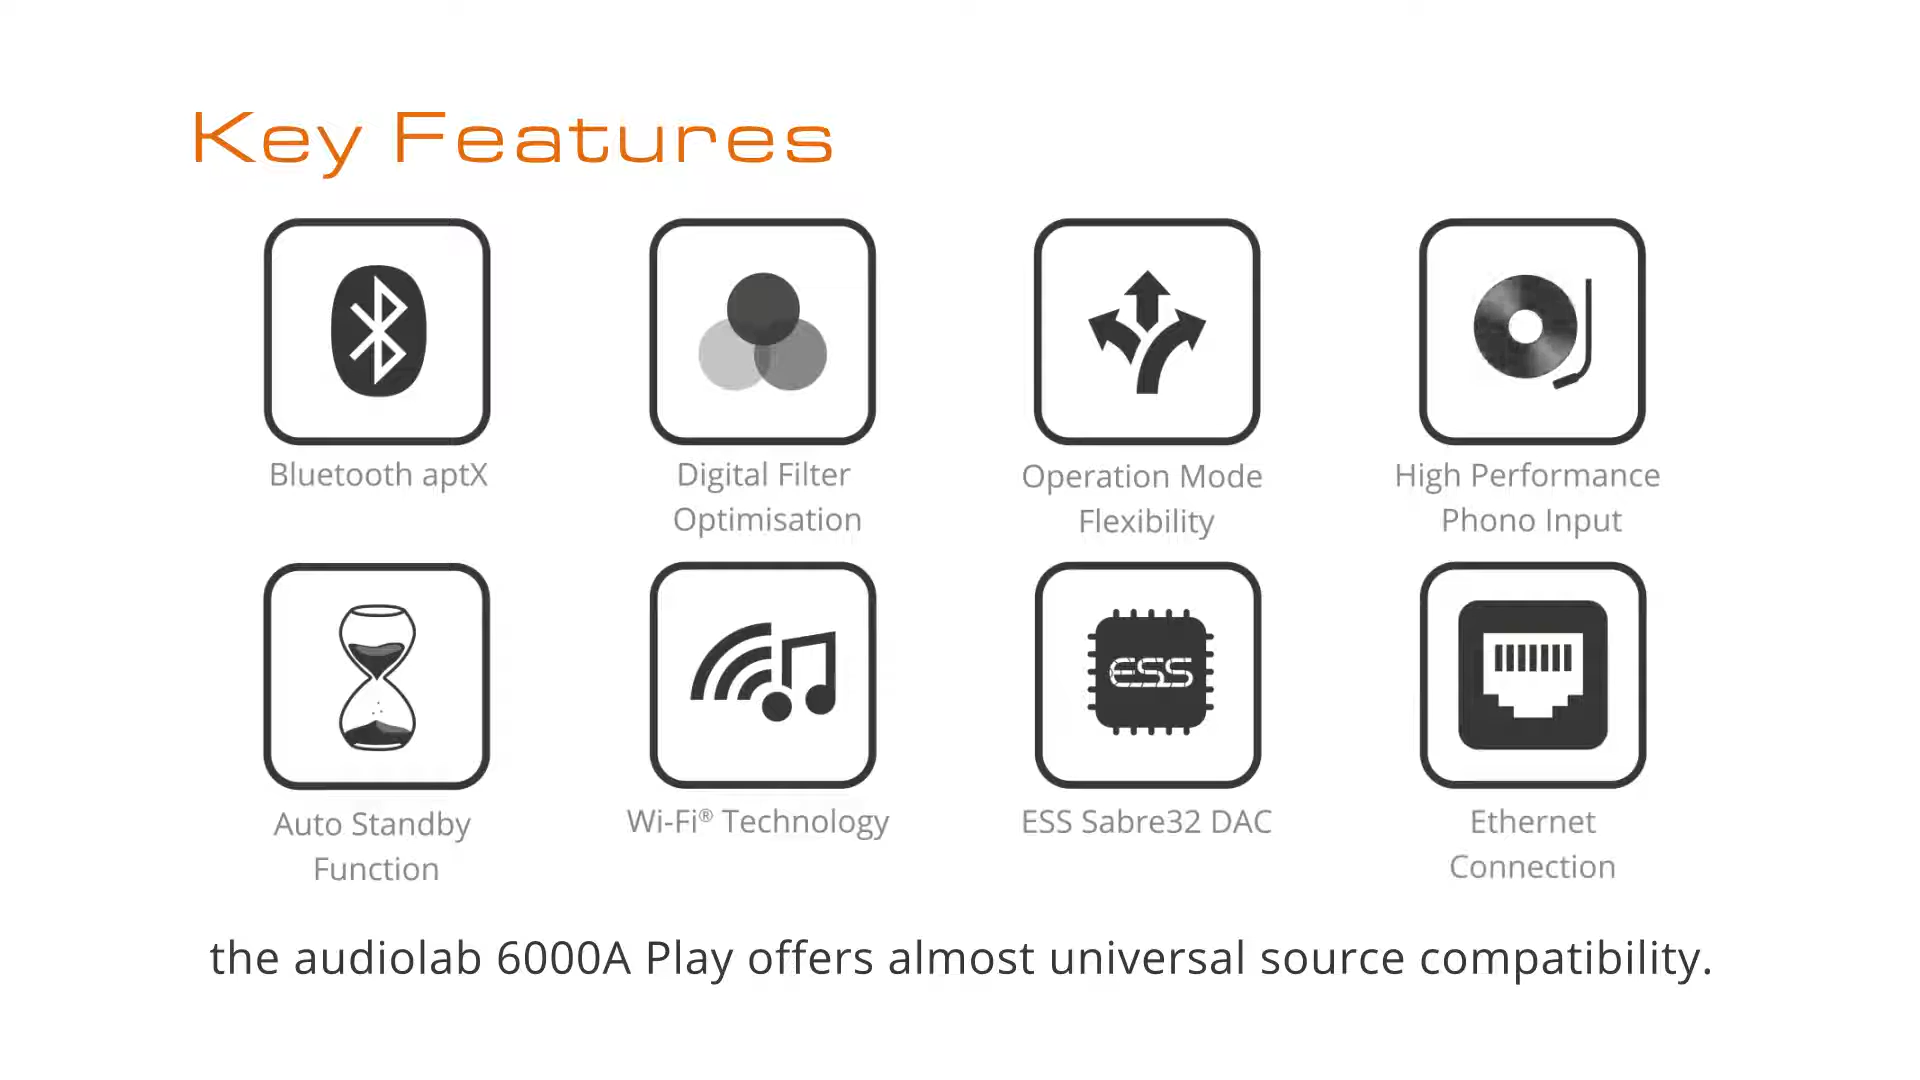 Key Features
Bluetooth aptX
Digital Filter
Optimisation
Operation Mode
Flexibility
High Performance
Phono Input
ESS
Auto Standby
Function
Wi-Fi® Technology
ESS Sabre32 DAC
Ethernet
Connection
the audiolab 6000A Play offers almost universal source compatibility.